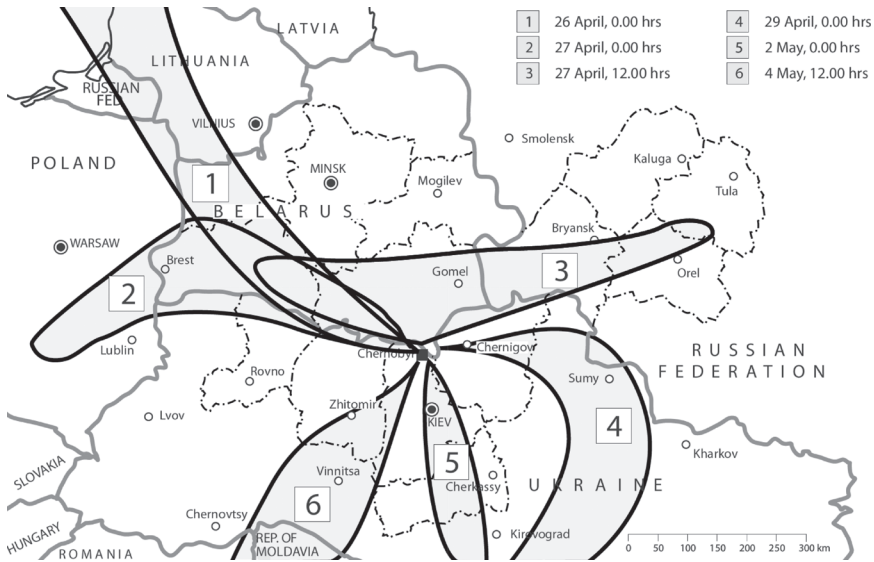 LATVIA
1 26 April, 0.00 hrs
4 29 April, 0.00 hrs
2 27 April, 0.00 hrs
5 2 May, 0.00 hrs
3 27 April, 12.00 hrs
6 4 May, 12.00 hrs
LITHUANIA
RUSSIAN
FED.
VILNIUS
Smolensk
POLAND
MINSK
Kaluga
Mogilev
Tula
1
BELARUS
Bryansk
WARSAW
Brest
Gomel
3
Orel
2
Lublin
Chernobyl
Chernigov
RUSSIAN
FEDERATION
Rovno
Sumy
Zhitomir
Lvov
KIEV
4
Kharkov
SLOVAKIA
Vinnitsa
5
Cherkassy
UKRAINE
6
Chernovtsy
Kirovograd
HUNGARY
ROMANIA
REP. OF
MOLDAVIA
0 50 100 150 200 250 300 km